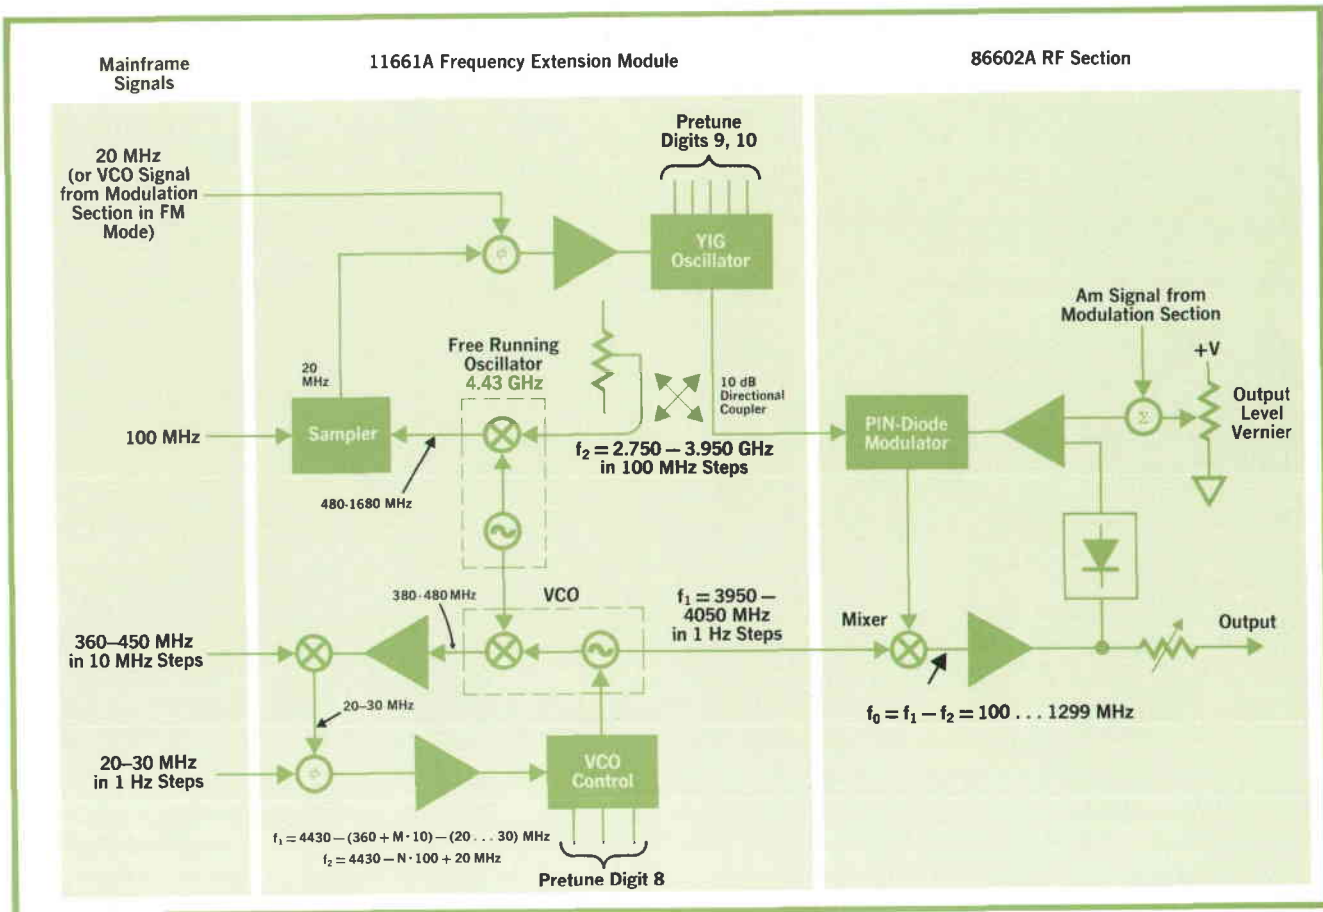 Mainframe
Signals
11661A Frequency Extension Module
86602A RF Section
20 MHz
(or VCO Signal
from Modulation
Section in FM
Mode)
Pretune
Digits 9, 10
ϕ
YIG
Oscillator
Am Signal from
Modulation Section
+V
Free Running
Oscillator
4.43 GHz
20
MHz
10 dB
Directional
Coupler
Output
Level
Vernier
100 MHz
Sampler
PIN-Diode
Modulator
Σ
f₂ = 2.750 – 3.950 GHz
in 100 MHz Steps
480-1680 MHz
380-480 MHz
VCO
f₁ = 3950 –
4050 MHz
in 1 Hz Steps
Mixer
Output
360–450 MHz
in 10 MHz Steps
20–30 MHz
f₀ = f₁ – f₂ = 100 . . . 1299 MHz
20–30 MHz
in 1 Hz Steps
ϕ
VCO
Control
f₁ = 4430 – (360 + M · 10) – (20 . . . 30) MHz
f₂ = 4430 – N · 100 + 20 MHz
Pretune Digit 8